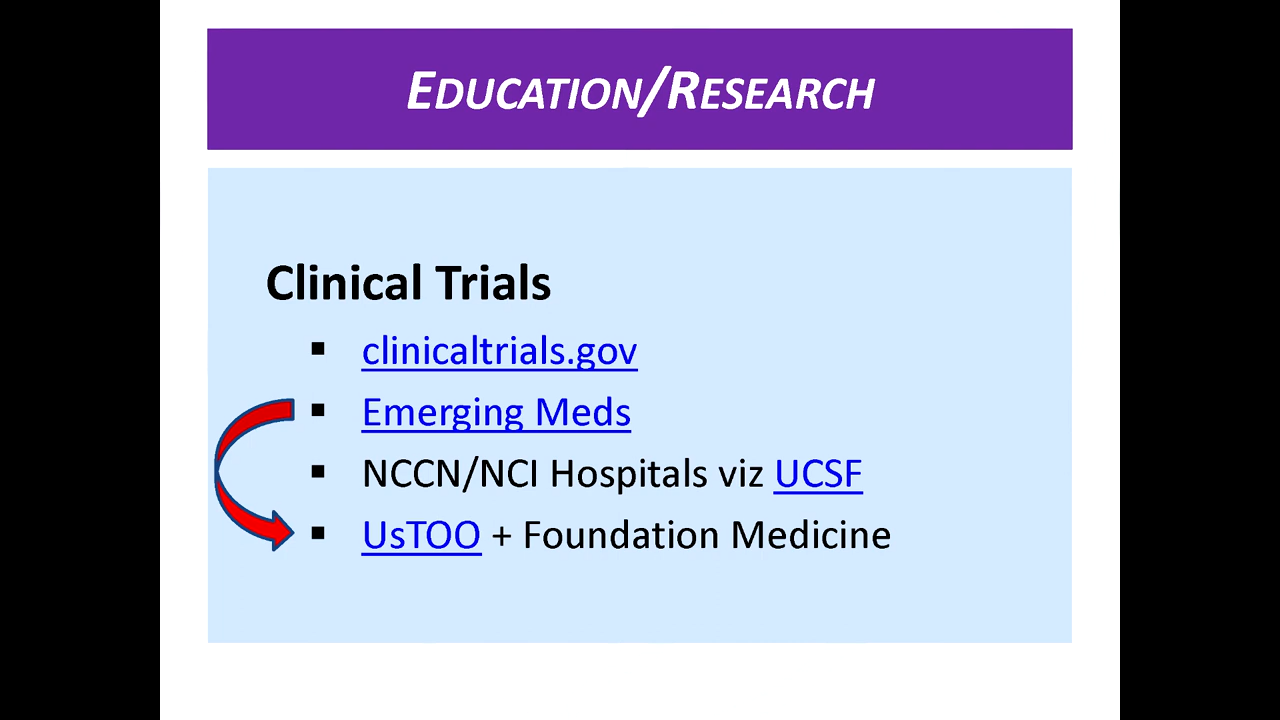 EDUCATION/RESEARCH
Clinical Trials
▪ clinicaltrials.gov
▪ Emerging Meds
▪ NCCN/NCI Hospitals viz UCSF
▪ UsTOO + Foundation Medicine